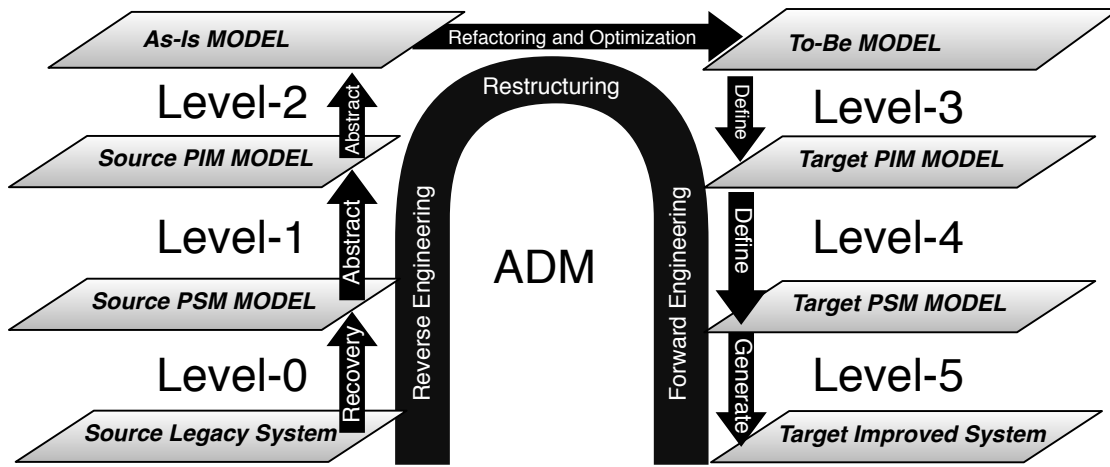 As-Is MODEL
Refactoring and Optimization
To-Be MODEL
Restructuring
Level-2
Abstract
Define
Level-3
Source PIM MODEL
Target PIM MODEL
Level-1
Abstract
Reverse Engineering
ADM
Forward Engineering
Define
Level-4
Source PSM MODEL
Target PSM MODEL
Level-0
Recovery
Generate
Level-5
Source Legacy System
Target Improved System